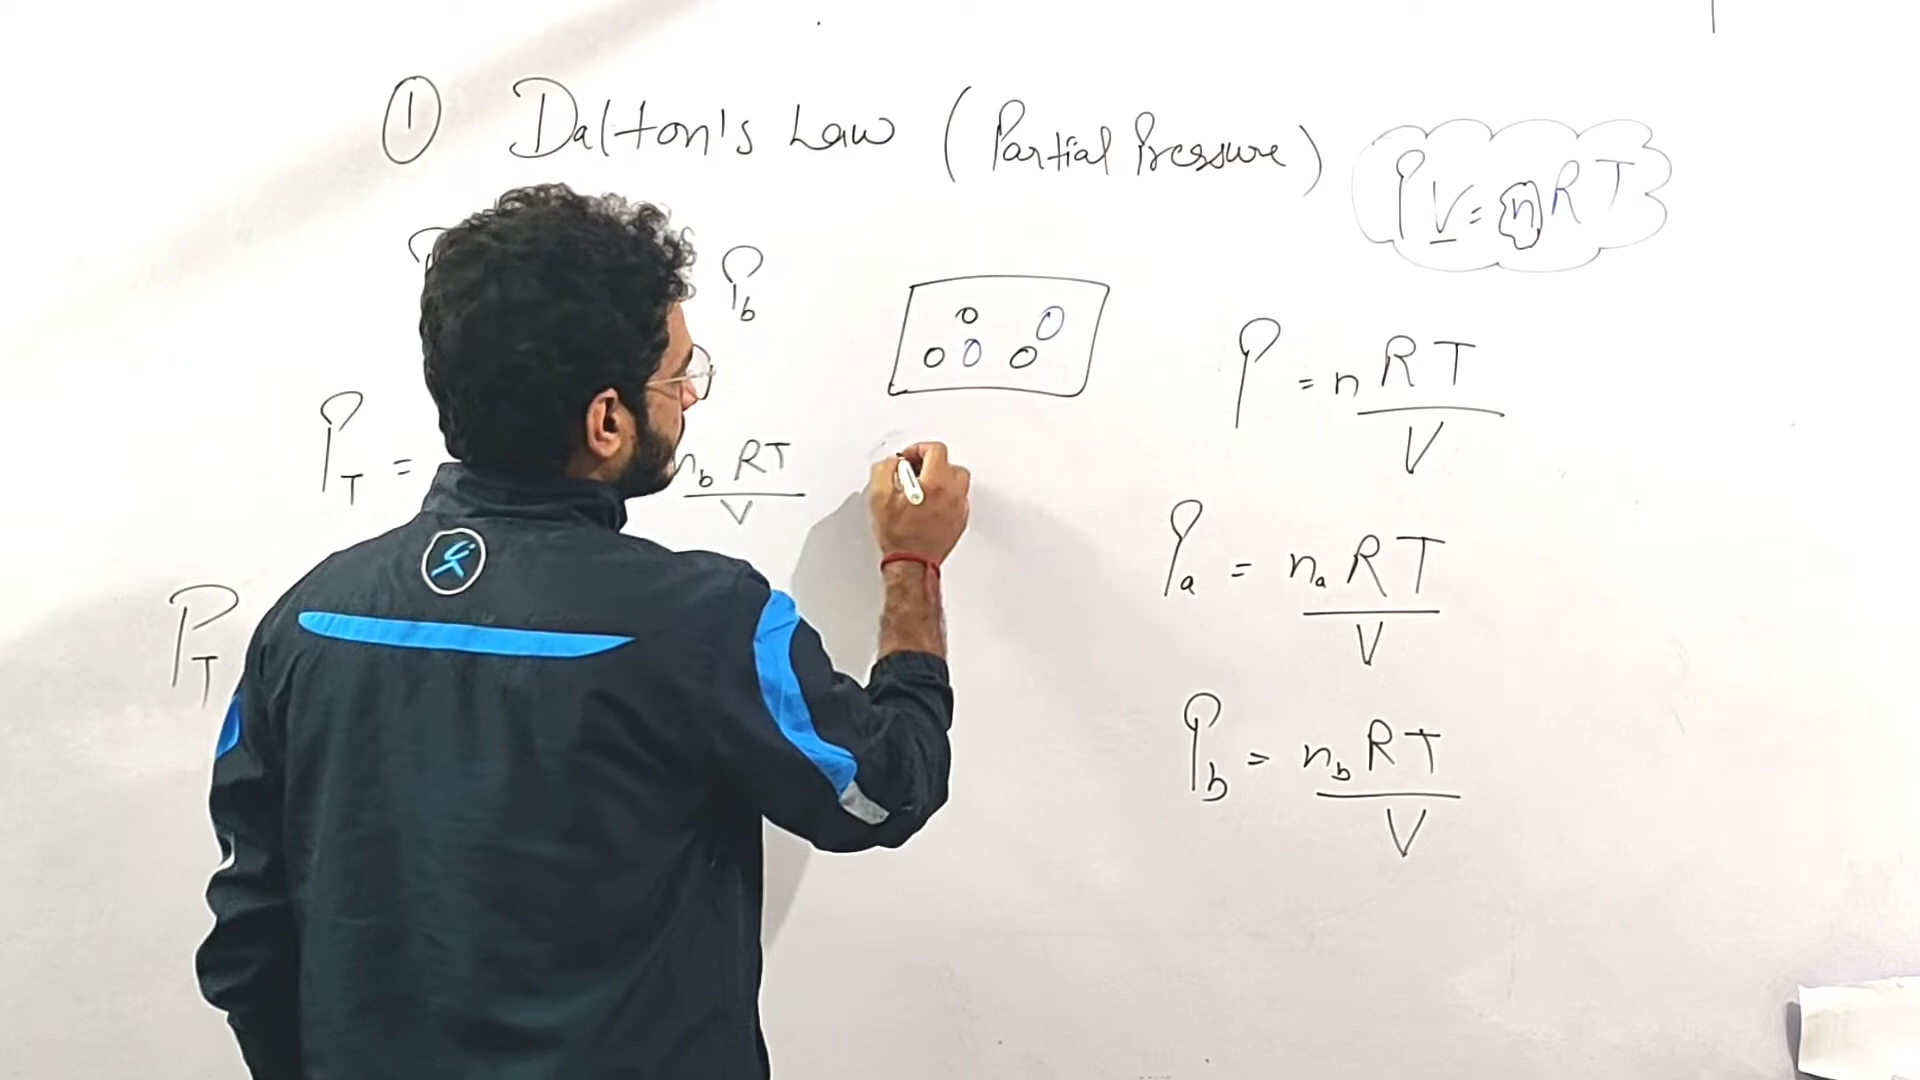 ① Dalton's Law (Partial Pressure)
PV = nRT
P_b
P = nRT/V
P_T = n_b RT/V
P_a = n_a RT/V
P_T
P_b = n_b RT/V